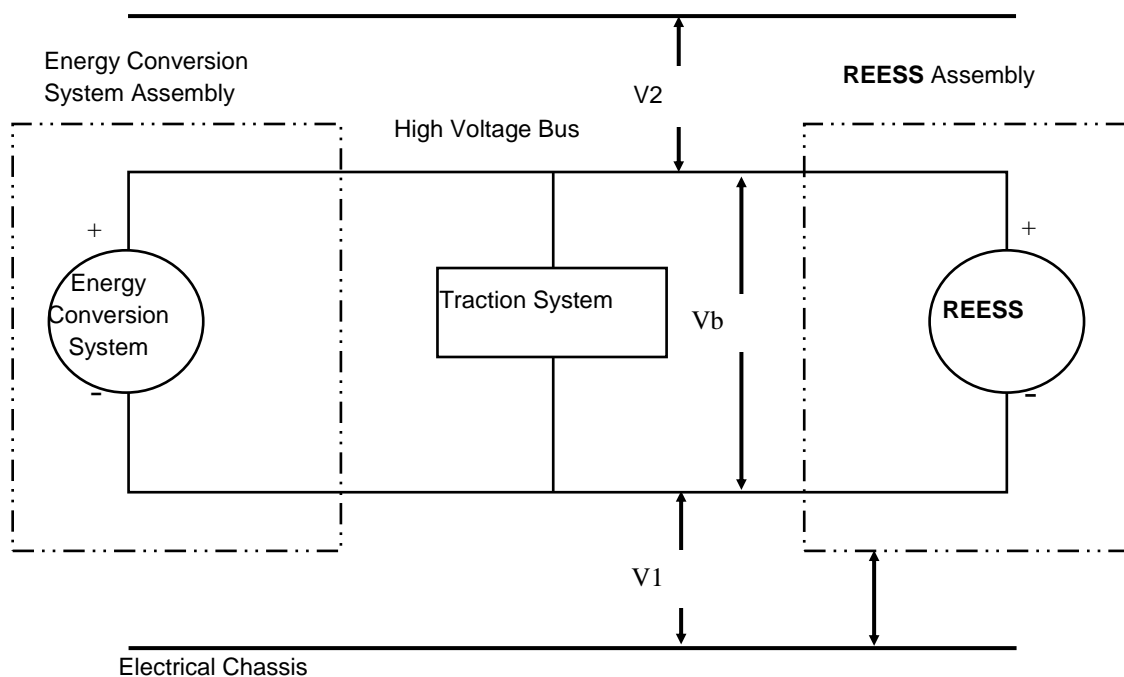 Energy Conversion
System Assembly
REESS Assembly
V2
High Voltage Bus
+
+
Energy
Conversion
System
Traction System
Vb
REESS
-
-
V1
Electrical Chassis